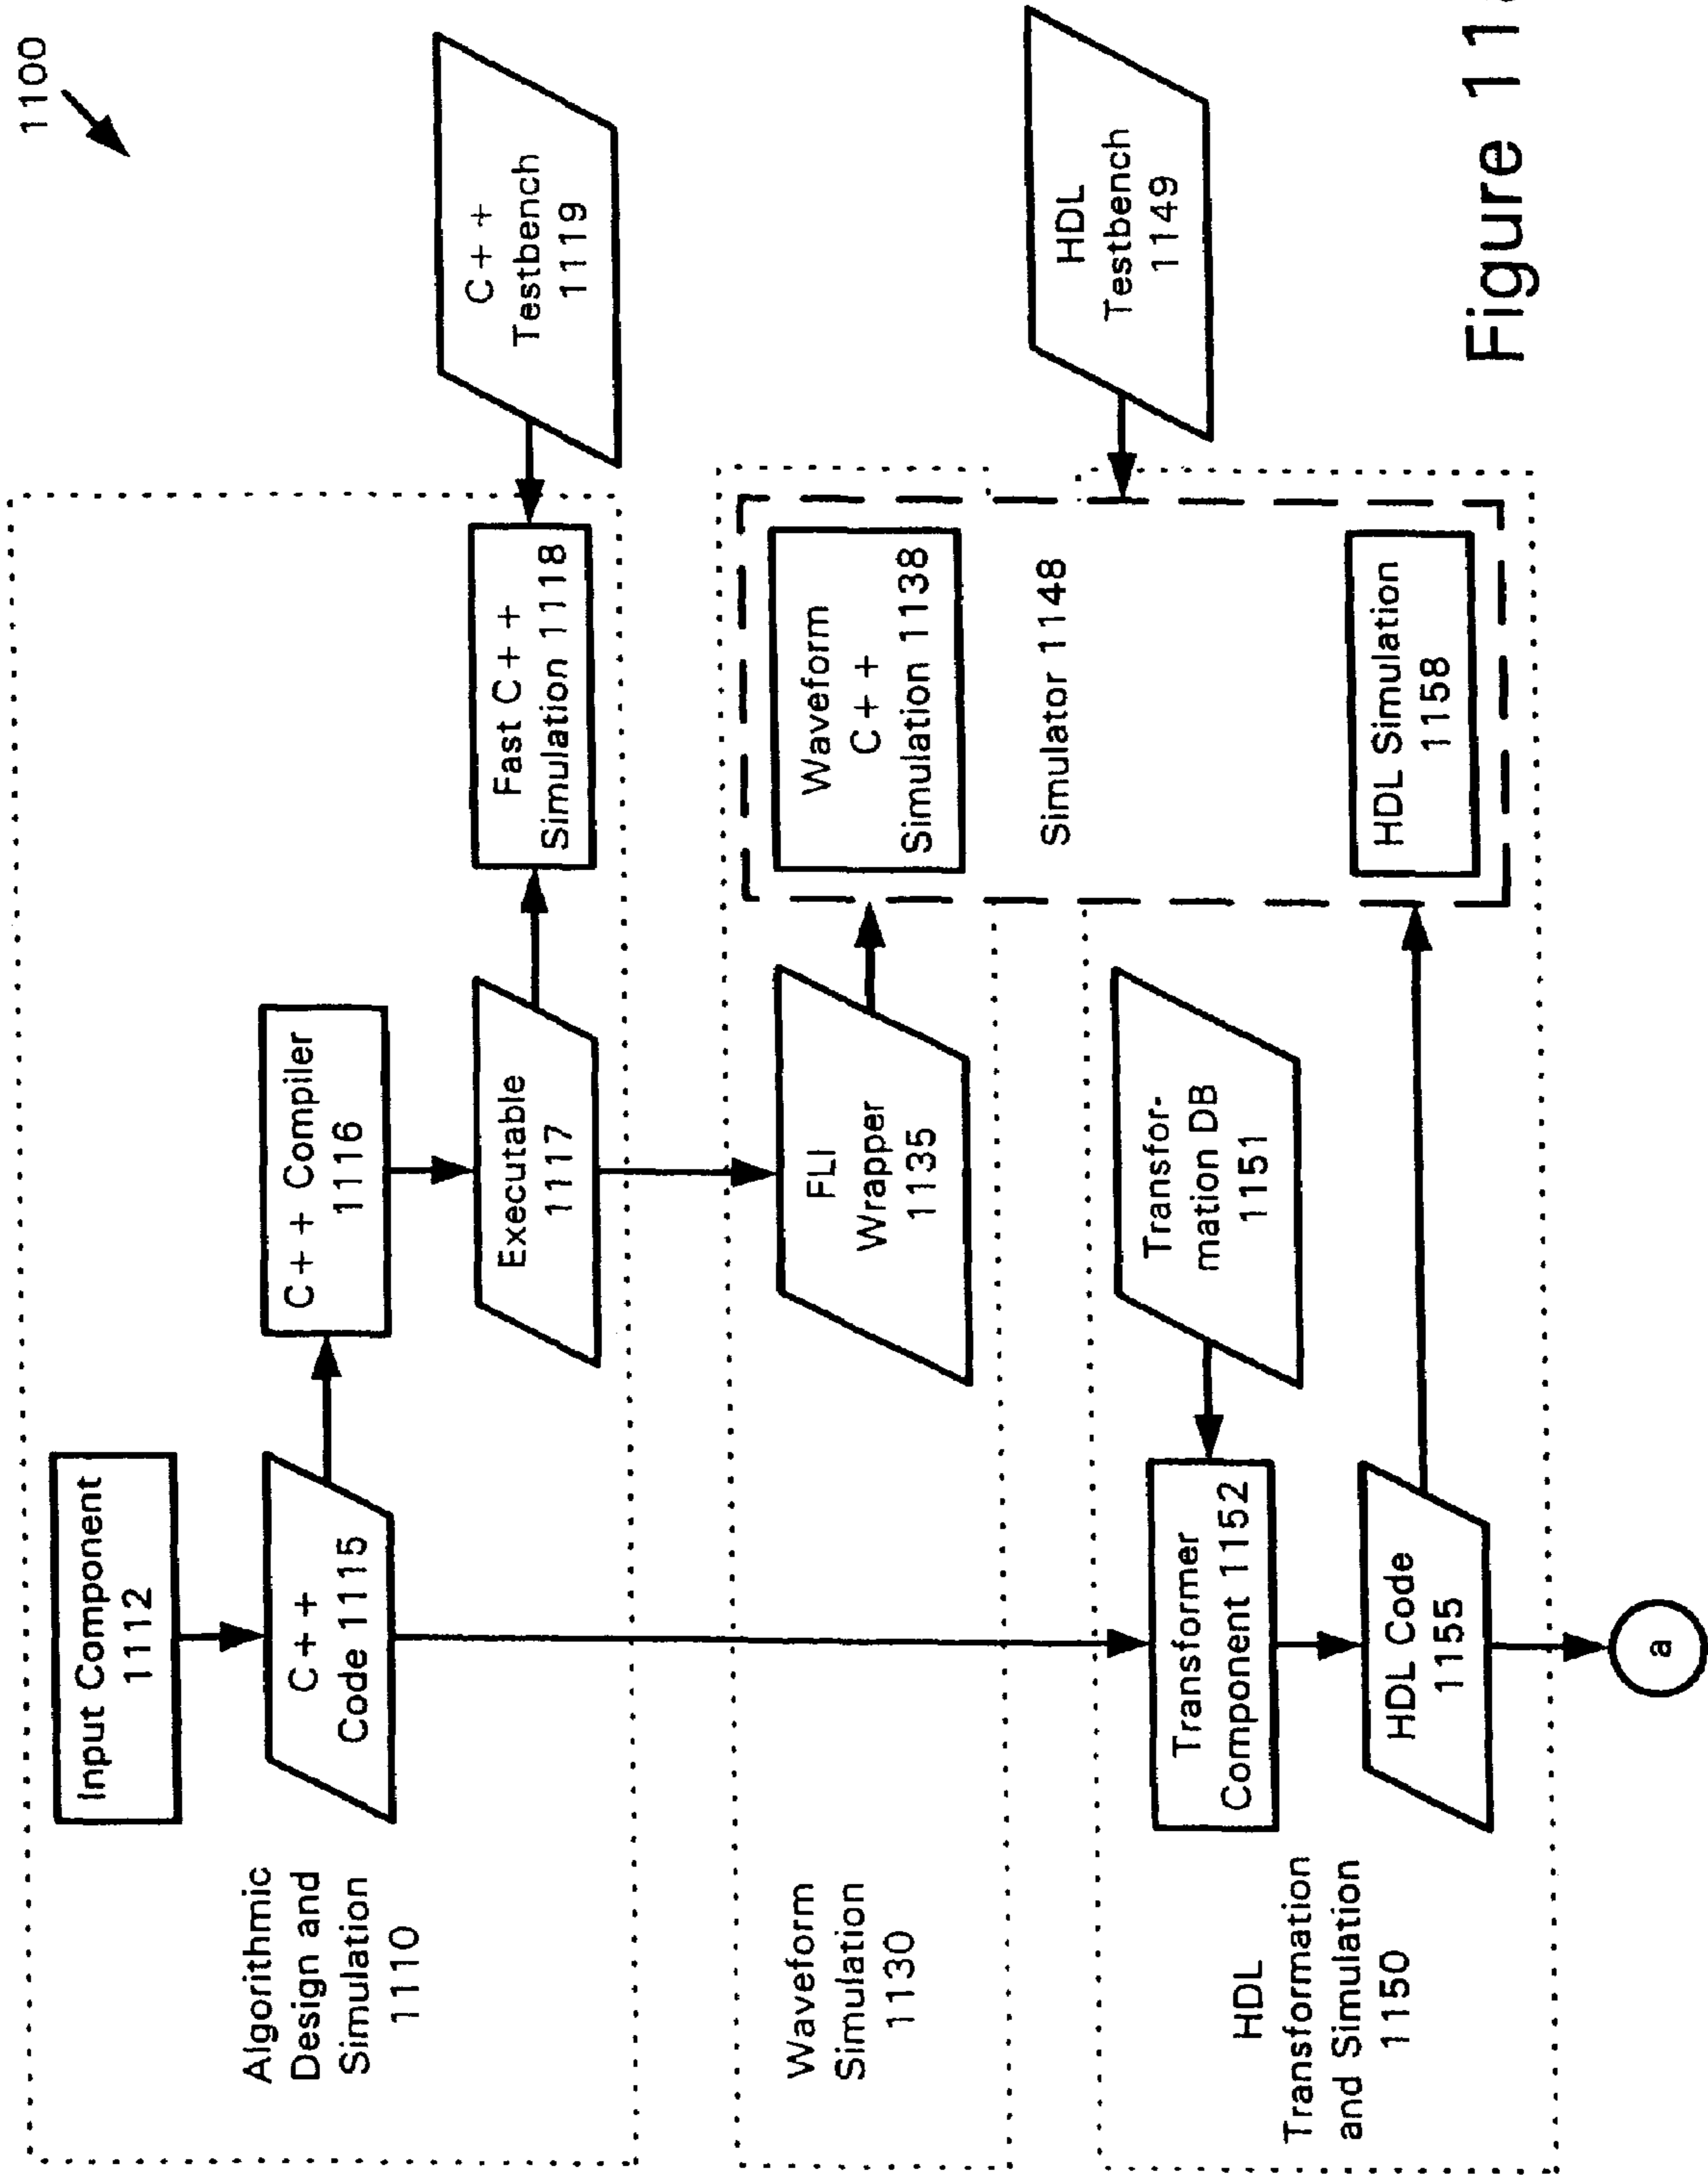 1100
Input Component
1112
C++
Code 1115
C++ Compiler
1116
Executable
1117
Fast C++
Simulation 1118
C++
Testbench
1119
Algorithmic
Design and
Simulation
1110
FLI
Wrapper
1135
Waveform
C++
Simulation 1138
Waveform
Simulation
1130
Simulator 1148
HDL
Testbench
1149
Transfor-
mation DB
1151
Transformer
Component 1152
HDL Code
1155
HDL Simulation
1158
HDL
Transformation
and Simulation
1150
a
Figure 11